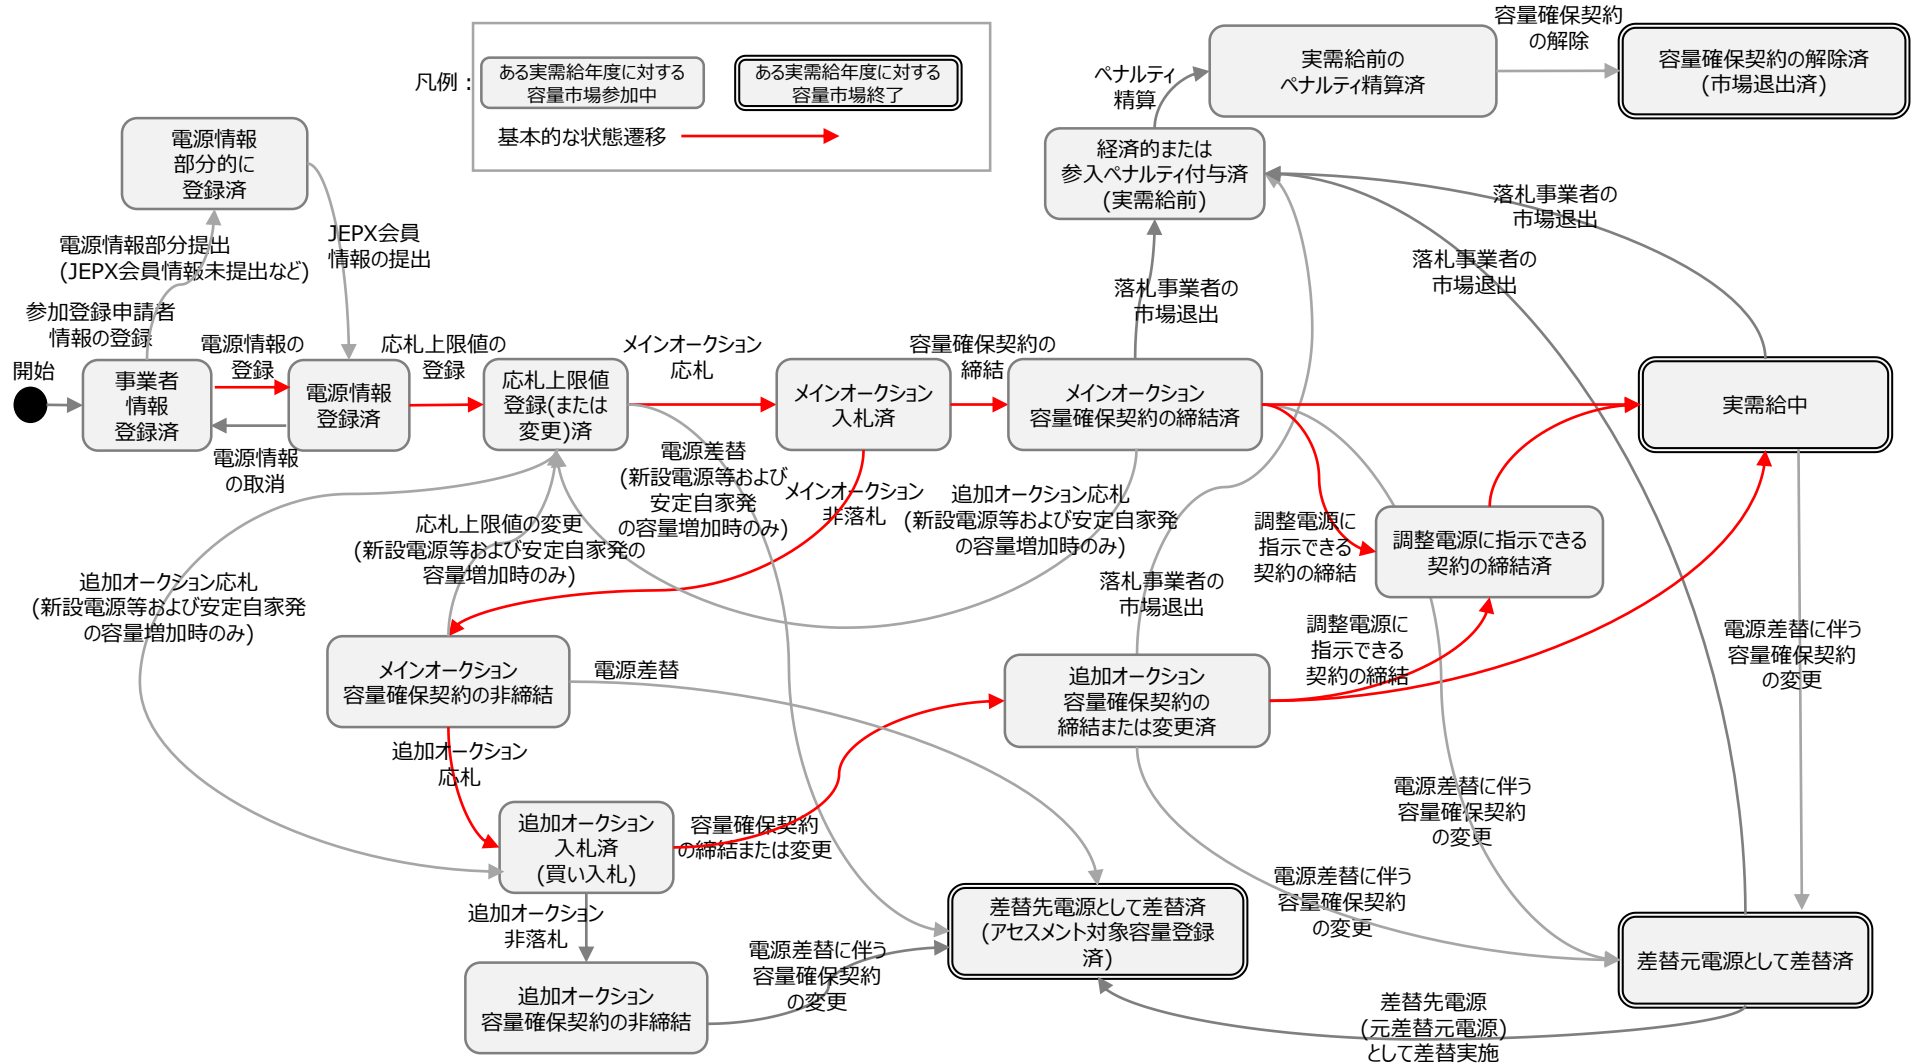 凡例：
ある実需給年度に対する
容量市場参加中
ある実需給年度に対する
容量市場終了
基本的な状態遷移
容量確保契約
の解除
実需給前の
ペナルティ精算済
容量確保契約の解除済
(市場退出済)
ペナルティ
精算
経済的または
参入ペナルティ付与済
(実需給前)
電源情報
部分的に
登録済
電源情報部分提出
(JEPX会員情報未提出など)
JEPX会員
情報の提出
落札事業者の
市場退出
落札事業者の
市場退出
落札事業者の
市場退出
参加登録申請者
情報の登録
開始
事業者
情報
登録済
電源情報の
登録
電源情報
の取消
電源情報
登録済
応札上限値の
登録
応札上限値
登録(または
変更)済
メインオークション
応札
メインオークション
入札済
容量確保契約の
締結
メインオークション
容量確保契約の締結済
実需給中
電源差替
(新設電源等および
安定自家発
の容量増加時のみ)
メインオークション
非落札
追加オークション応札
(新設電源等および安定自家発
の容量増加時のみ)
応札上限値の変更
(新設電源等および安定自家発の
容量増加時のみ)
追加オークション応札
(新設電源等および安定自家発
の容量増加時のみ)
落札事業者の
市場退出
調整電源に
指示できる
契約の締結
調整電源に指示できる
契約の締結済
調整電源に
指示できる
契約の締結
電源差替に伴う
容量確保契約
の変更
メインオークション
容量確保契約の非締結
電源差替
追加オークション
容量確保契約の
締結または変更済
追加オークション
応札
追加オークション
入札済
(買い入札)
容量確保契約
の締結または変更
電源差替に伴う
容量確保契約
の変更
電源差替に伴う
容量確保契約
の変更
追加オークション
非落札
追加オークション
容量確保契約の非締結
電源差替に伴う
容量確保契約
の変更
差替先電源として差替済
(アセスメント対象容量登録
済)
差替元電源として差替済
差替先電源
(元差替元電源)
として差替実施